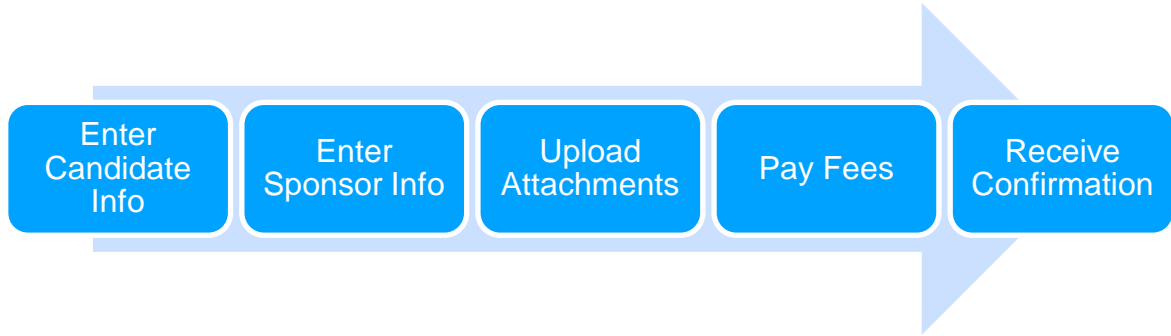 Enter
Candidate
Info
Enter
Sponsor Info
Upload
Attachments
Pay Fees
Receive
Confirmation